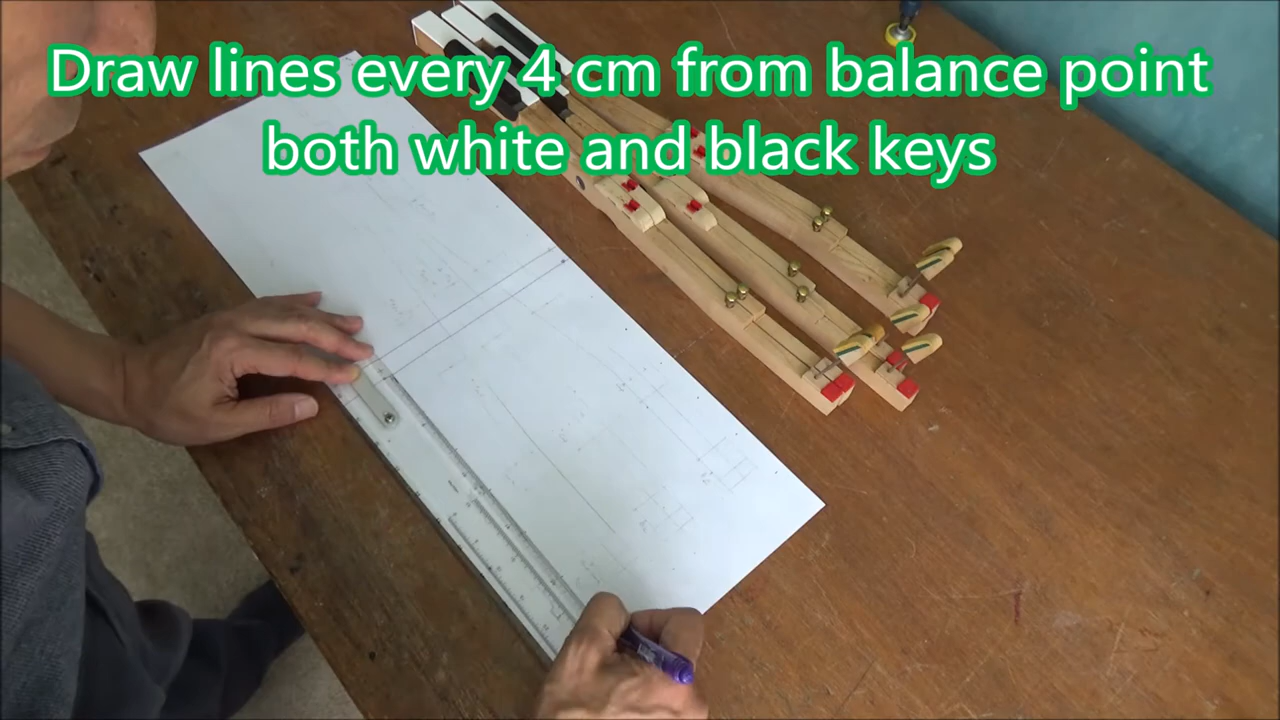 Draw lines every 4 cm from balance point
both white and black keys